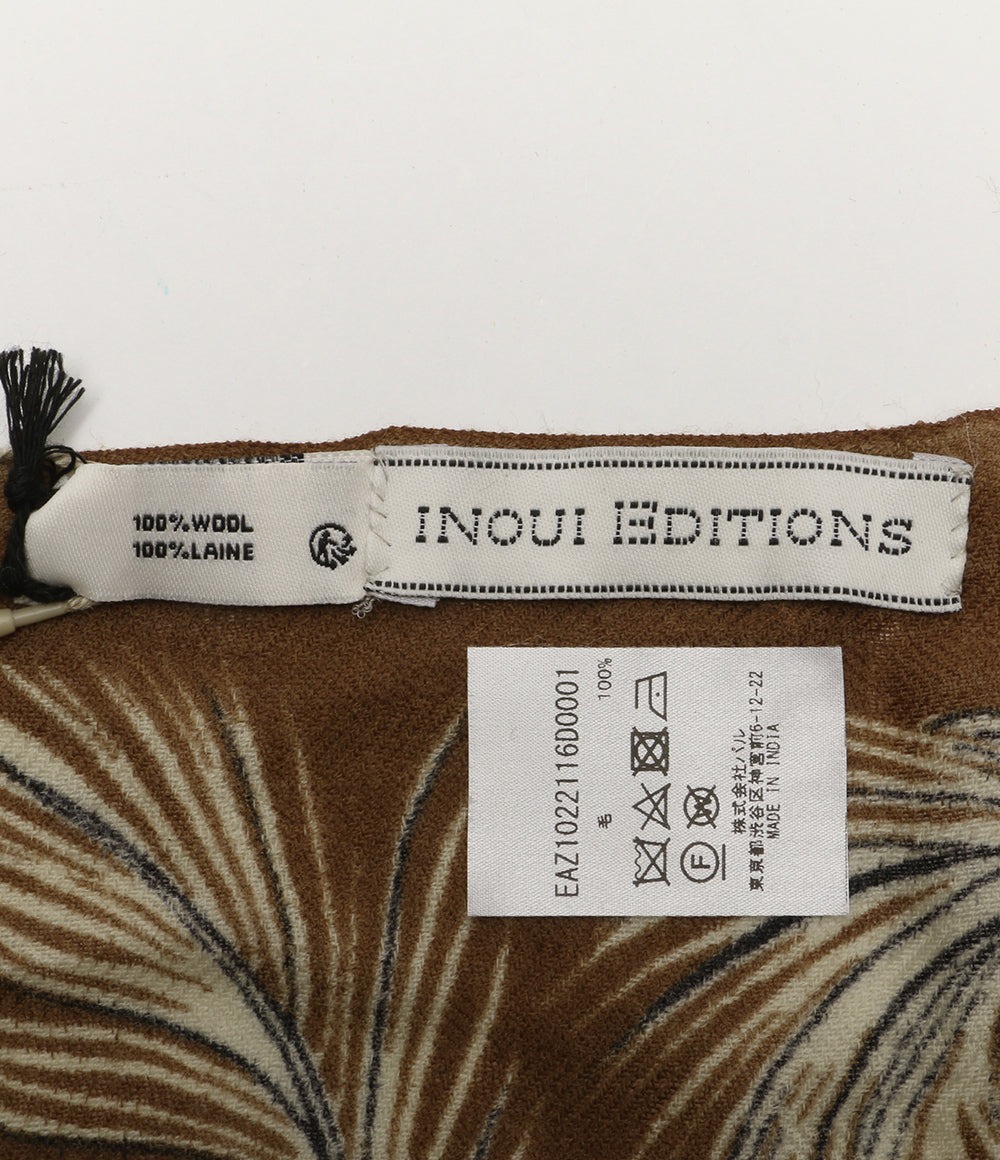 100%WOOL
100%LAINE
INOUI EDITIONS
EAZ1022116D0001
毛 100%
F
W
株式会社パル
東京都渋谷区神宮前6-12-22
MADE IN INDIA